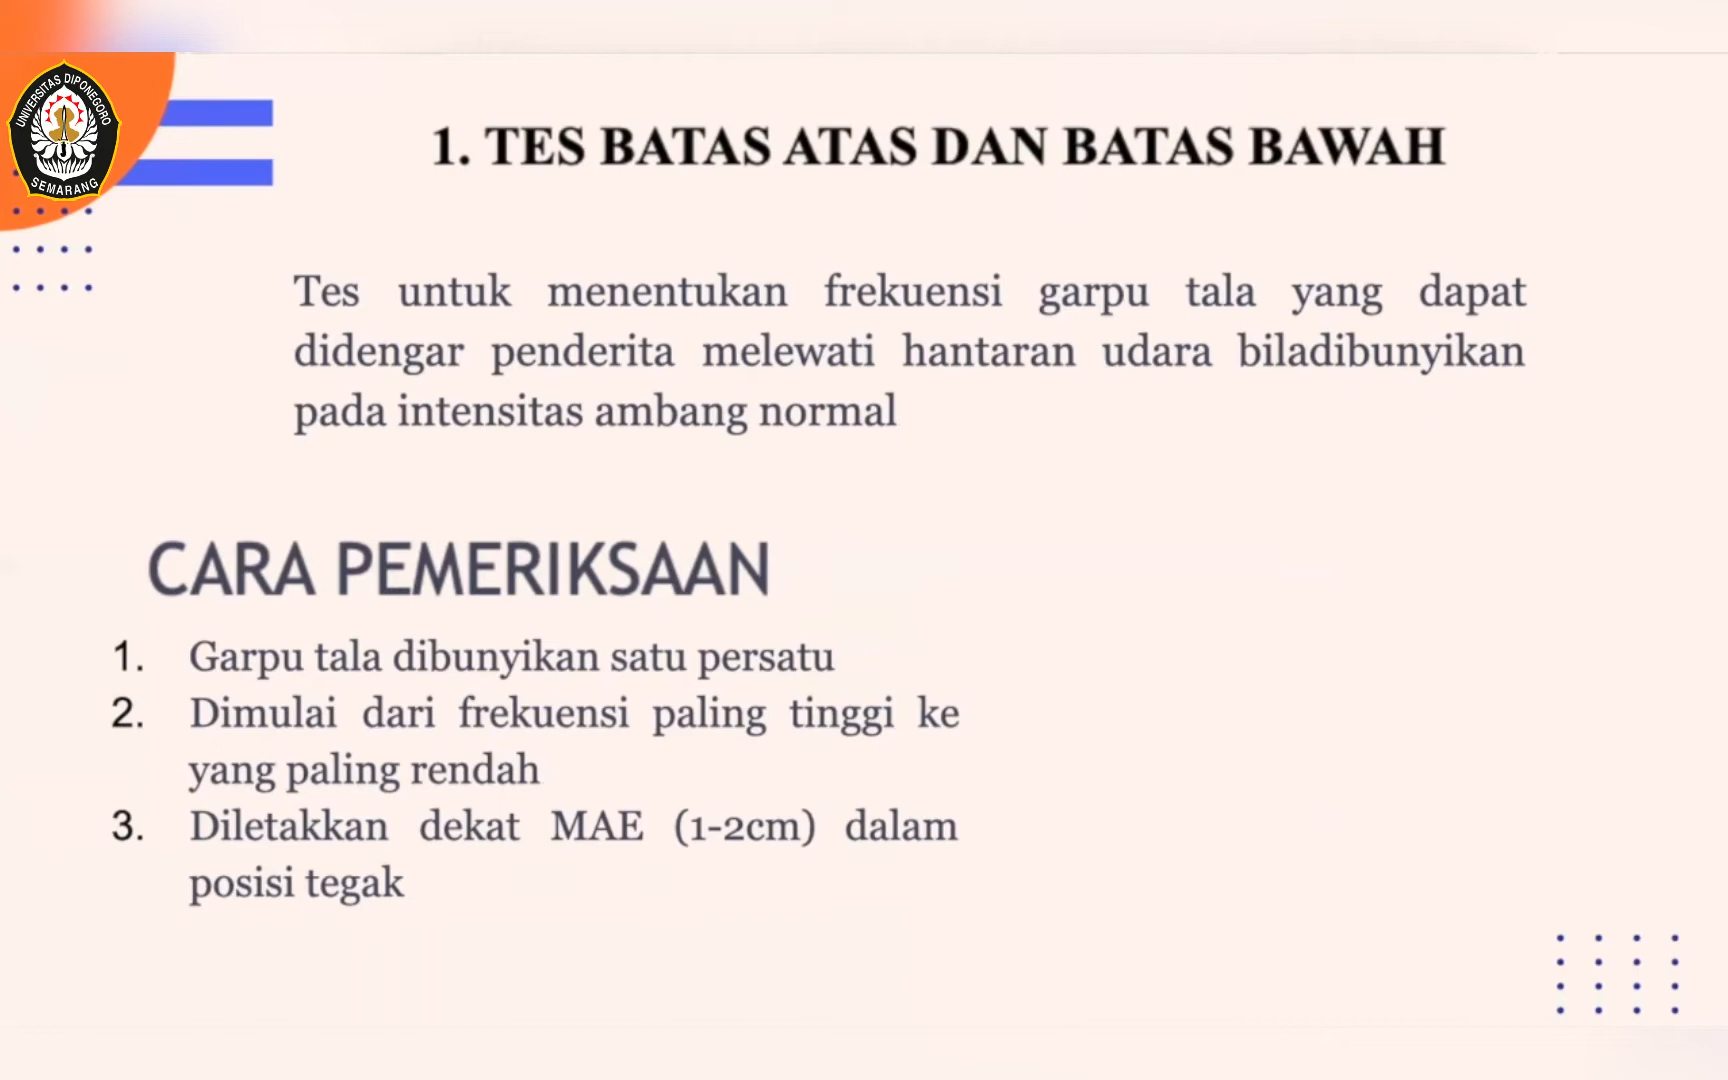 UNIVERSITAS DIPONEGORO
SEMARANG
1. TES BATAS ATAS DAN BATAS BAWAH
Tes untuk menentukan frekuensi garpu tala yang dapat
didengar penderita melewati hantaran udara biladibunyikan
pada intensitas ambang normal
CARA PEMERIKSAAN
1. Garpu tala dibunyikan satu persatu
2. Dimulai dari frekuensi paling tinggi ke
yang paling rendah
3. Diletakkan dekat MAE (1-2cm) dalam
posisi tegak